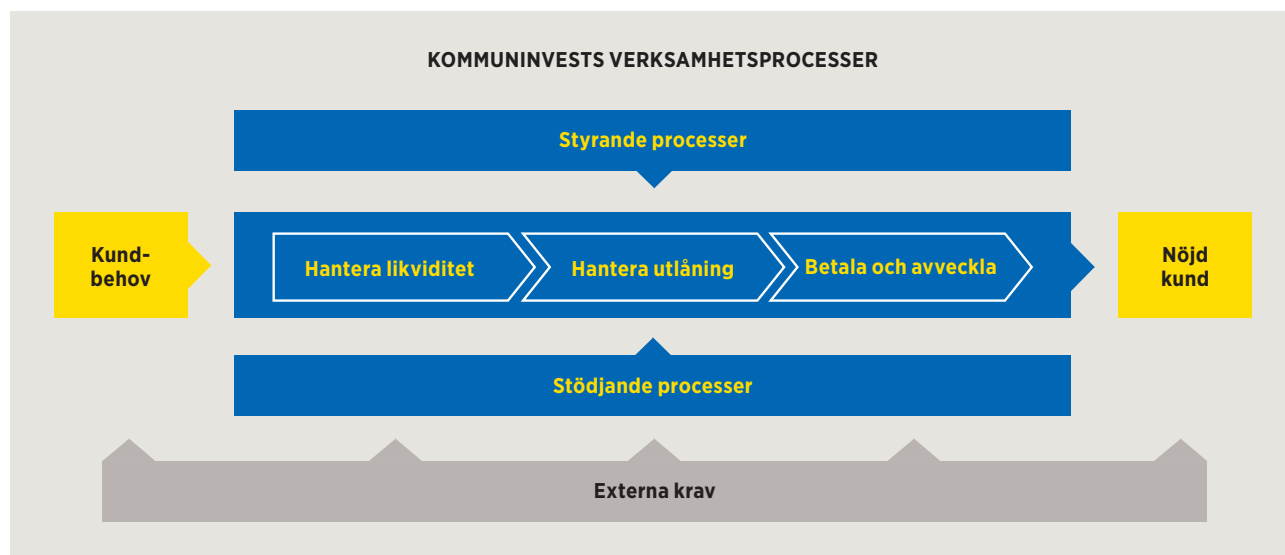 KOMMUNINVESTS VERKSAMHETSPROCESSER
Styrande processer
Kund-
behov
Hantera likviditet
Hantera utlåning
Betala och avveckla
Nöjd
kund
Stödjande processer
Externa krav